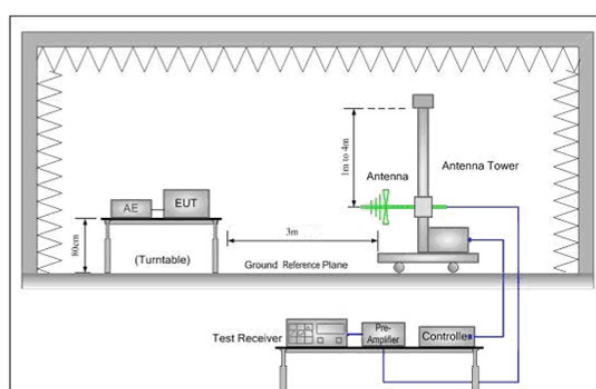 1m to 4m
Antenna
Antenna Tower
AE
EUT
80cm
(Turntable)
3m
Ground Reference Plane
Test Receiver
Pre-
Amplifier
Controller